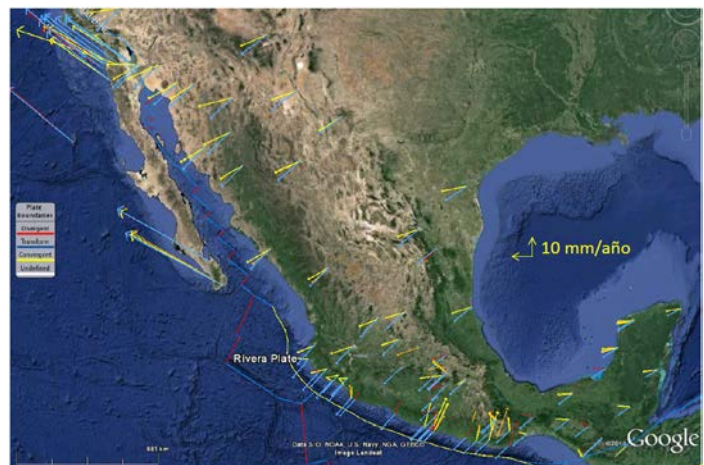 Plate
Boundaries
Divergent
Transform
Convergent
Undefined
10 mm/año
Rivera Plate
Data SIO, NOAA, U.S. Navy, NGA, GEBCO
Image Landsat
Google